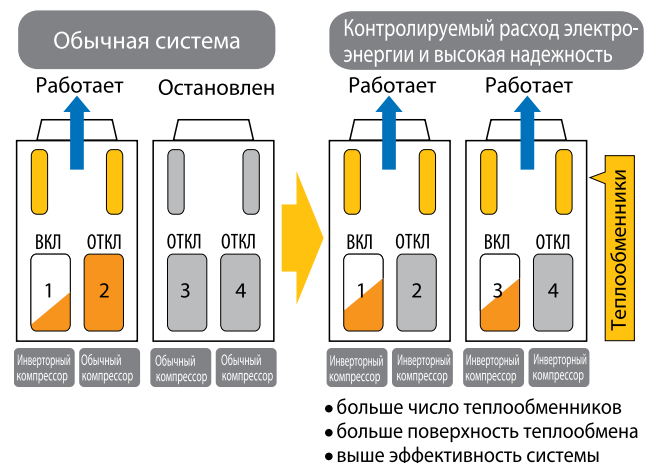 Обычная система
Контролируемый расход электро-
энергии и высокая надежность
Работает
Остановлен
Работает
Работает
ВКЛ
ОТКЛ
ОТКЛ
ОТКЛ
ВКЛ
ОТКЛ
ВКЛ
ОТКЛ
1
2
3
4
1
2
3
4
Теплообменники
Инверторный
компрессор
Обычный
компрессор
Обычный
компрессор
Обычный
компрессор
Инверторный
компрессор
Инверторный
компрессор
Инверторный
компрессор
Инверторный
компрессор
• больше число теплообменников
• больше поверхность теплообмена
• выше эффективность системы